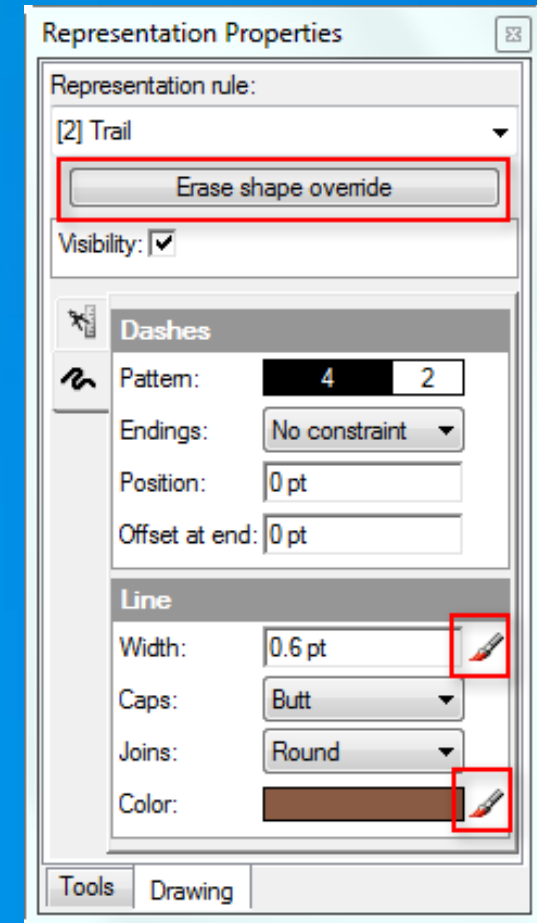 Representation Properties
Representation rule:
[2] Trail
Erase shape override
Visibility:
Dashes
Pattern: 4 2
Endings: No constraint
Position: 0 pt
Offset at end: 0 pt
Line
Width: 0.6 pt
Caps: Butt
Joins: Round
Color:
Tools Drawing